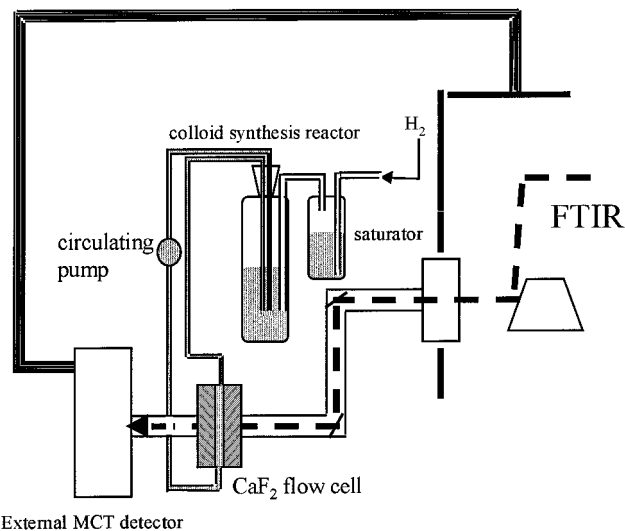 colloid synthesis reactor
H₂
circulating
pump
saturator
FTIR
CaF₂ flow cell
External MCT detector